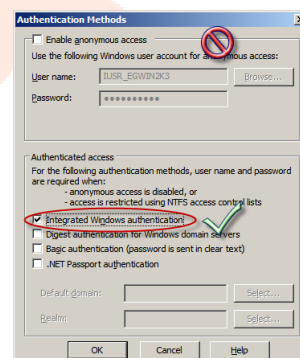 Authentication Methods
Enable anonymous access
Use the following Windows user account for anonymous access:
User name: IUSR_EGWIN2K3 Browse...
Password: ••••••••••
Authenticated access
For the following authentication methods, user name and password
are required when:
- anonymous access is disabled, or
- access is restricted using NTFS access control lists
Integrated Windows authentication
Digest authentication for Windows domain servers
Basic authentication (password is sent in clear text)
.NET Passport authentication
Default domain: Select...
Realm: Select...
OK Cancel Help